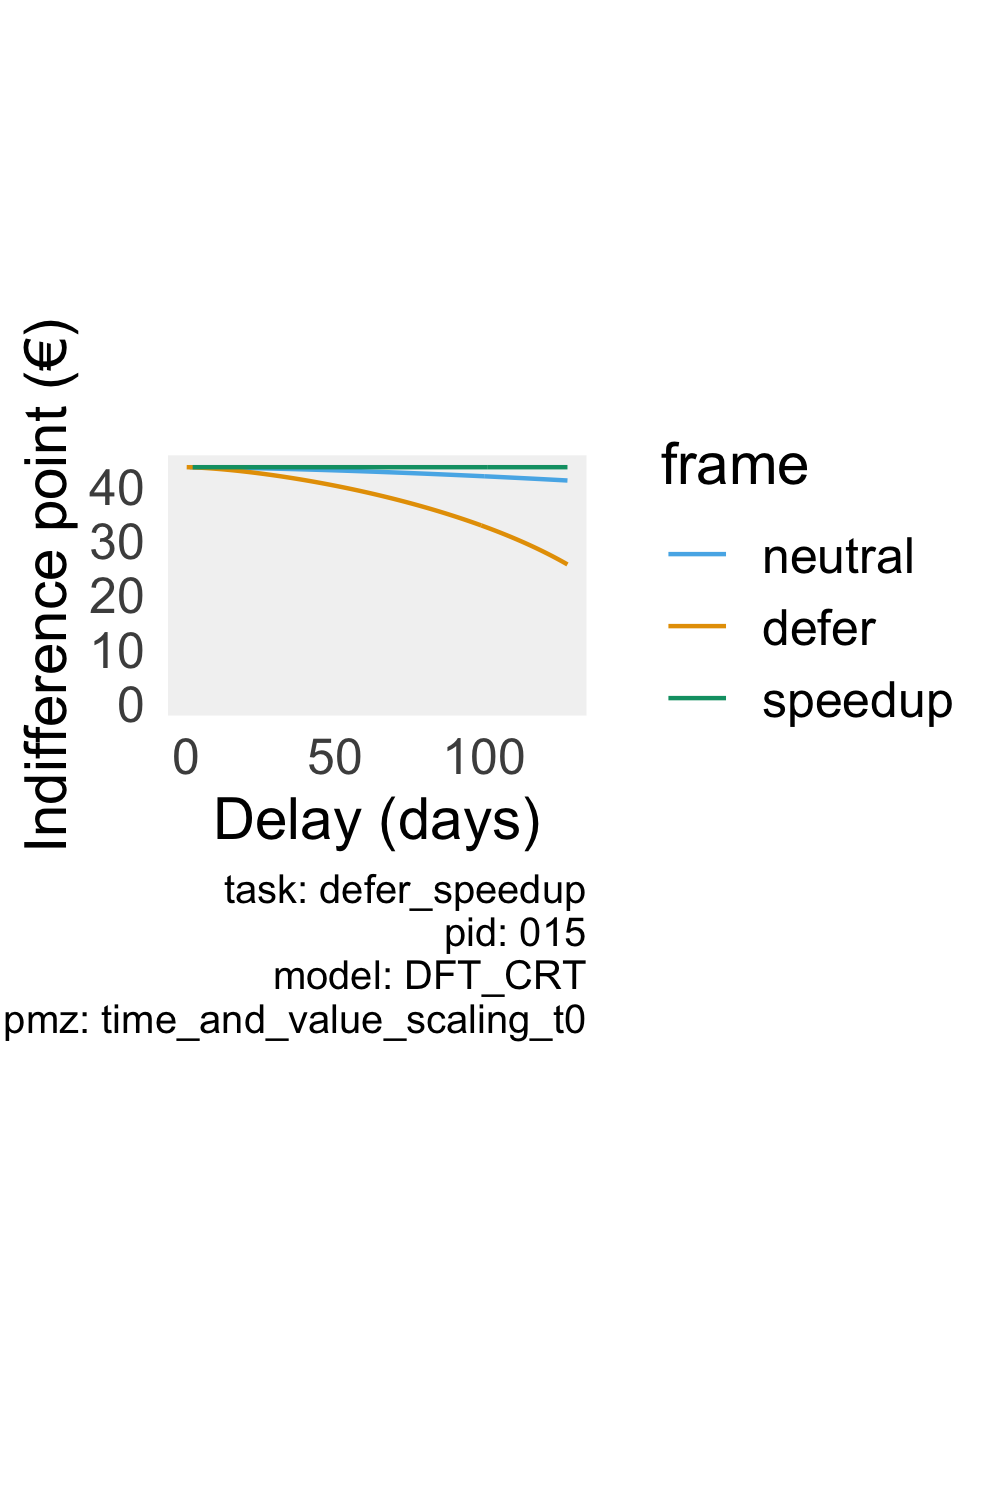 Indifference point (€)
40
30
20
10
0
0 50 100
Delay (days)
frame
neutral
defer
speedup
task: defer_speedup
pid: 015
model: DFT_CRT
pmz: time_and_value_scaling_t0